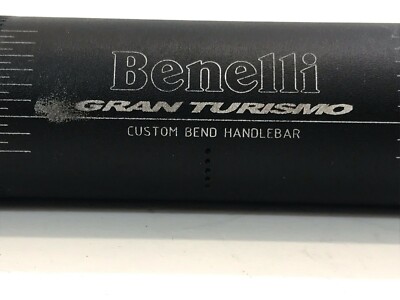 Benelli
GRAN TURISMO
CUSTOM BEND HANDLEBAR